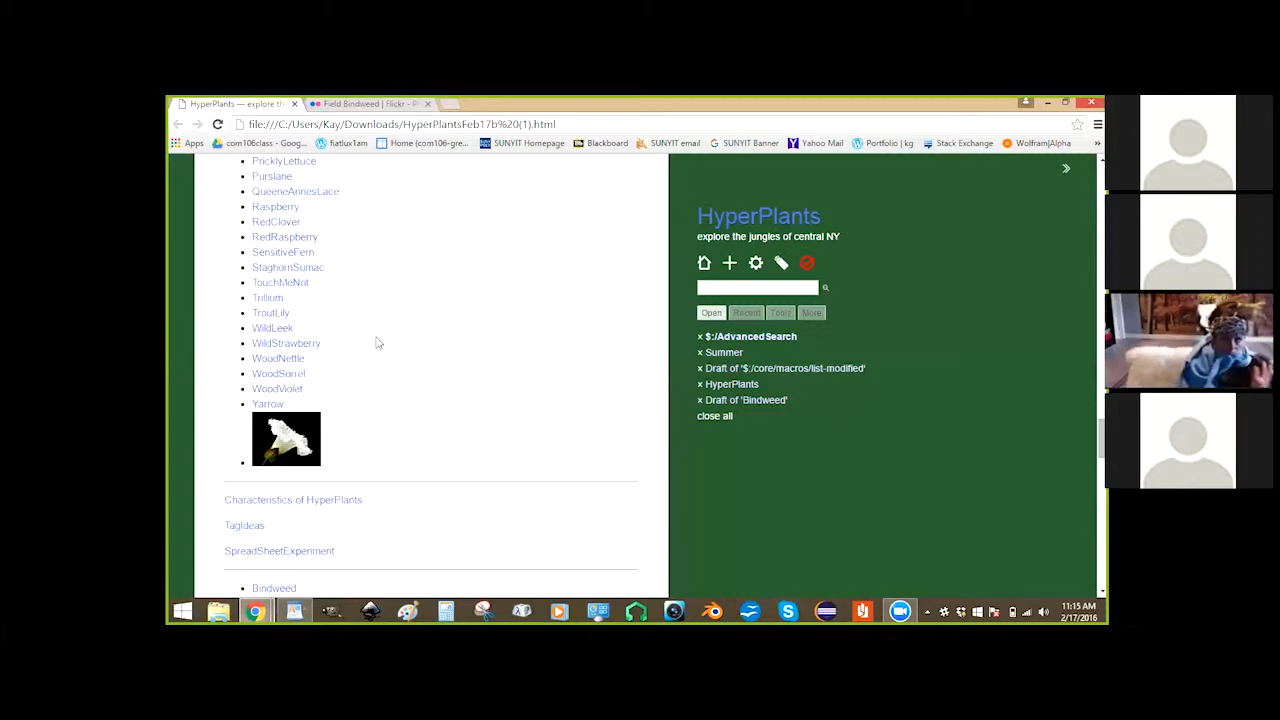 HyperPlants — explore th
Field Bindweed | Flickr - P
file:///C:/Users/Kay/Downloads/HyperPlantsFeb17b%20(1).html
Apps com106class - Goog... fiatlux1am Home (com106-gre... SUNYIT Homepage Blackboard SUNYIT email SUNYIT Banner Yahoo Mail Portfolio | kg Stack Exchange Wolfram|Alpha »
PricklyLettuce
Purslane
QueeneAnnesLace
Raspberry
RedClover
RedRaspberry
SensitiveFern
StaghornSumac
TouchMeNot
Trillium
TroutLily
WildLeek
WildStrawberry
WoodNettle
WoodSorrel
WoodViolet
Yarrow
Characteristics of HyperPlants
TagIdeas
SpreadSheetExperiment
Bindweed
HyperPlants
explore the jungles of central NY
Open Recent Tools More
× $:/AdvancedSearch
× Summer
× Draft of '$:/core/macros/list-modified'
× HyperPlants
× Draft of 'Bindweed'
close all
11:15 AM
2/17/2016